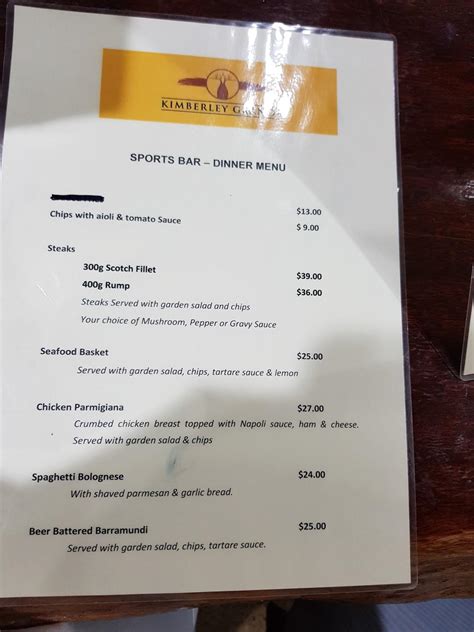 KIMBERLEY
SPORTS BAR – DINNER MENU
$13.00
Chips with aioli & tomato Sauce $ 9.00
Steaks
300g Scotch Fillet $39.00
400g Rump $36.00
Steaks Served with garden salad and chips
Your choice of Mushroom, Pepper or Gravy Sauce
Seafood Basket $25.00
Served with garden salad, chips, tartare sauce & lemon
Chicken Parmigiana $27.00
Crumbed chicken breast topped with Napoli sauce, ham & cheese.
Served with garden salad & chips
Spaghetti Bolognese $24.00
With shaved parmesan & garlic bread.
Beer Battered Barramundi $25.00
Served with garden salad, chips, tartare sauce.